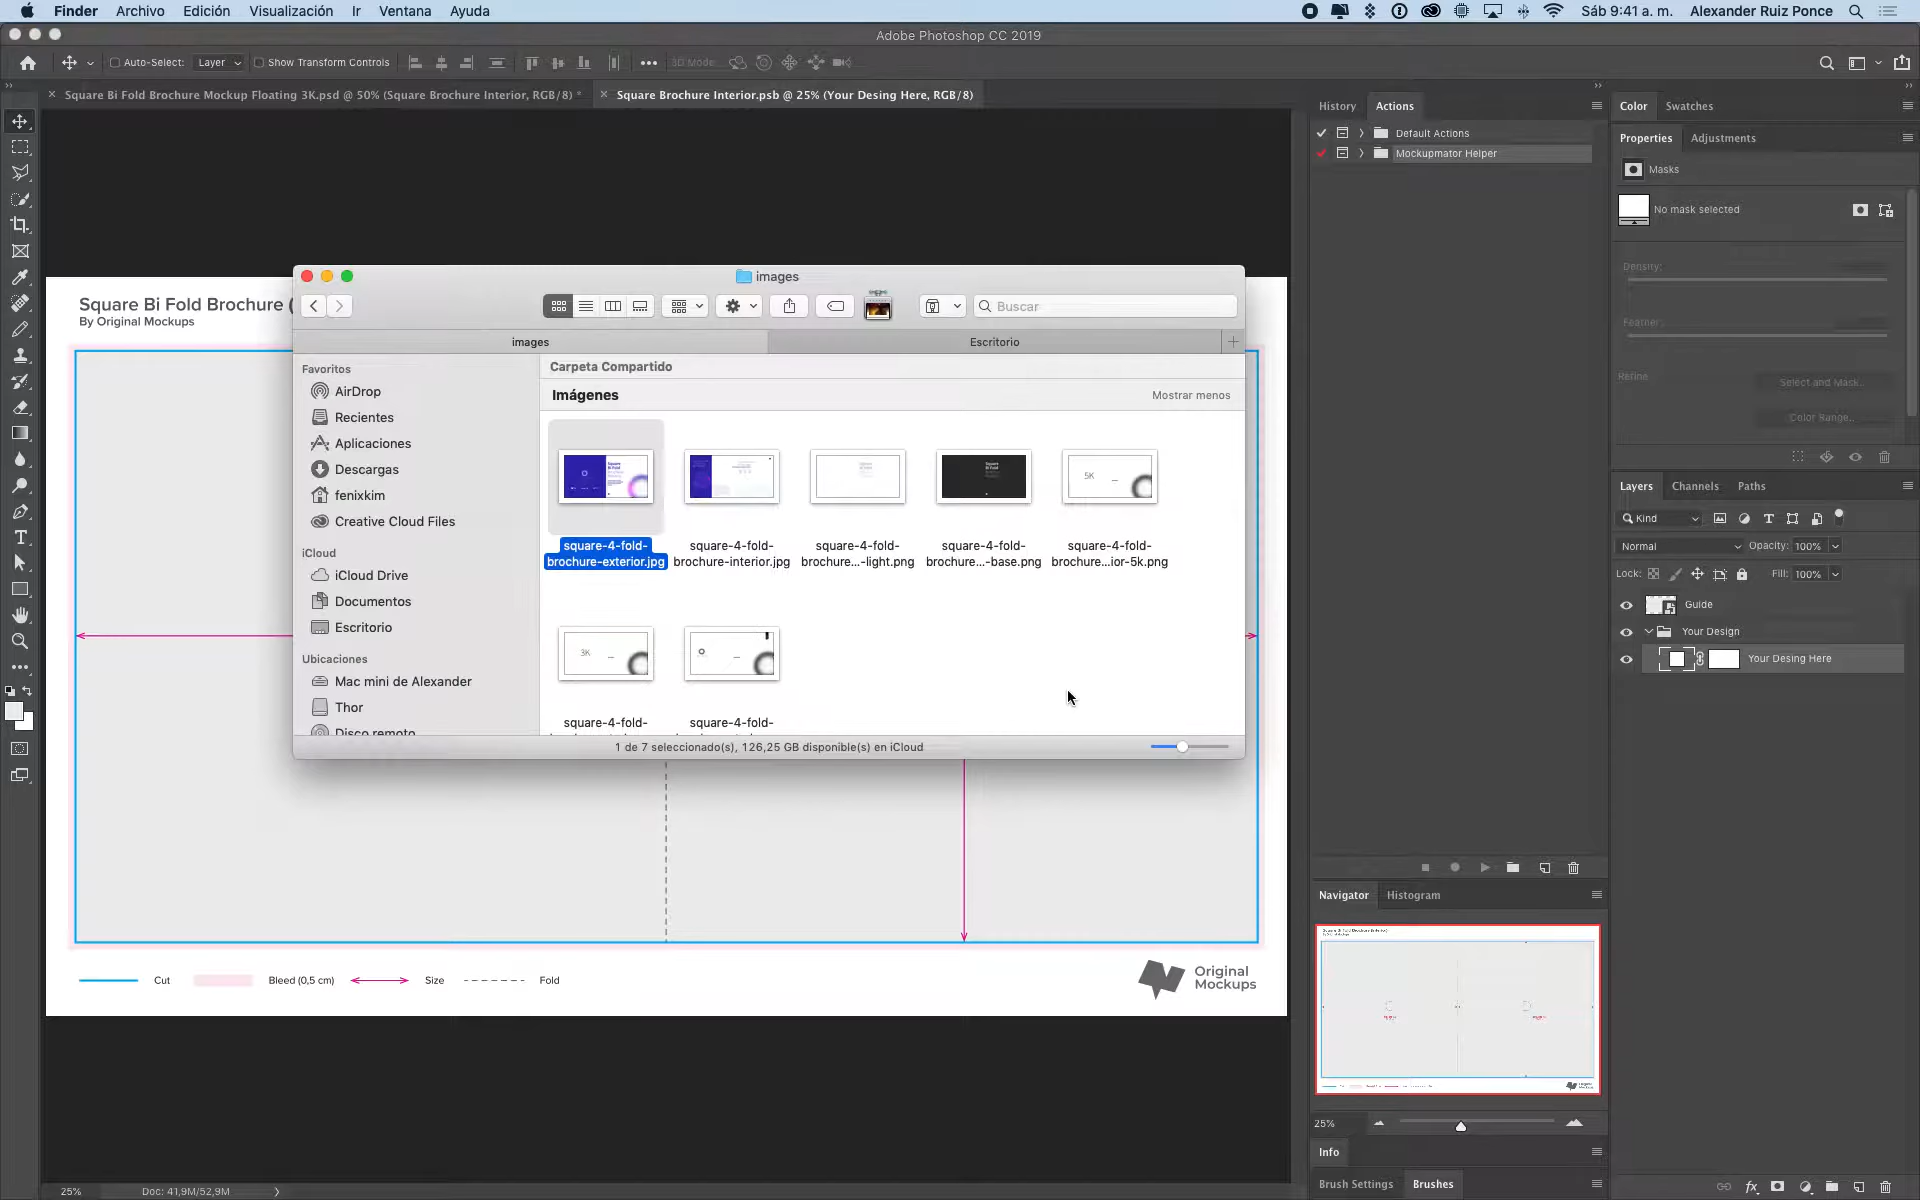 Finder Archivo Edición Visualización Ir Ventana Ayuda Sáb 9:41 a. m. Alexander Ruiz Ponce
Adobe Photoshop CC 2019
Auto-Select: Layer Show Transform Controls 3D Mode:
Square Bi Fold Brochure Mockup Floating 3K.psd @ 50% (Square Brochure Interior, RGB/8) *
Square Brochure Interior.psb @ 25% (Your Desing Here, RGB/8)
Square Bi Fold Brochure (
By Original Mockups
images
Buscar
images
Escritorio
Favoritos
AirDrop
Recientes
Aplicaciones
Descargas
fenixkim
Creative Cloud Files
iCloud
iCloud Drive
Documentos
Escritorio
Ubicaciones
Mac mini de Alexander
Thor
Disco remoto
Carpeta Compartido
Imágenes
Mostrar menos
square-4-fold-
brochure-exterior.jpg
square-4-fold-
brochure-interior.jpg
square-4-fold-
brochure...-light.png
square-4-fold-
brochure...-base.png
5K
square-4-fold-
brochure...ior-5k.png
3K
square-4-fold-
square-4-fold-
1 de 7 seleccionado(s), 126,25 GB disponible(s) en iCloud
Cut
Bleed (0,5 cm)
Size
Fold
Original
Mockups
25%
Doc: 41,9M/52,9M
History
Actions
Default Actions
Mockupmator Helper
Navigator
Histogram
25%
Info
Brush Settings
Brushes
Color
Swatches
Properties
Adjustments
Masks
No mask selected
Density:
Feather:
Refine:
Select and Mask...
Color Range...
Layers
Channels
Paths
Kind
Normal
Opacity: 100%
Lock:
Fill: 100%
Guide
Your Design
Your Desing Here